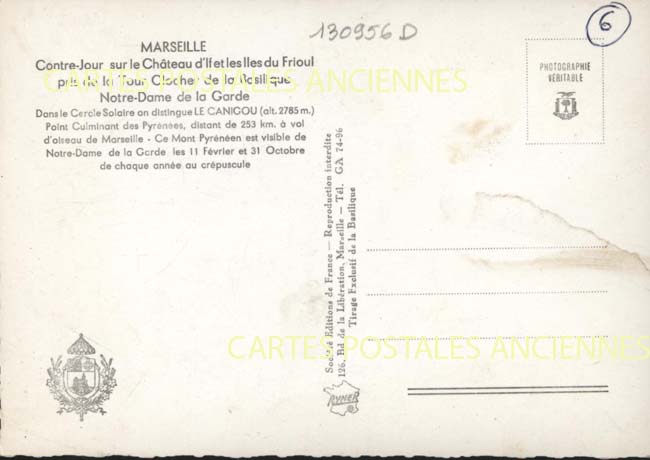 130956 D
6
MARSEILLE
Contre-Jour sur le Château d'If et les Iles du Frioul
pris de la Tour Clocher de la Basilique
Notre-Dame de la Garde
Dans le Cercle Solaire on distingue LE CANIGOU (alt. 2785 m.)
Point Culminant des Pyrénées, distant de 253 km. à vol
d'oiseau de Marseille - Ce Mont Pyrénéen est visible de
Notre-Dame de la Garde les 11 Février et 31 Octobre
de chaque année au crépuscule
PHOTOGRAPHIE
VÉRITABLE
Société Editions de France — Reproduction interdite
126, Bd de la Libération, Marseille — Tél. GA 74-96
Tirage Exclusif de la Basilique
CARTES POSTALES ANCIENNES
CARTES POSTALES ANCIENNES
RYNER